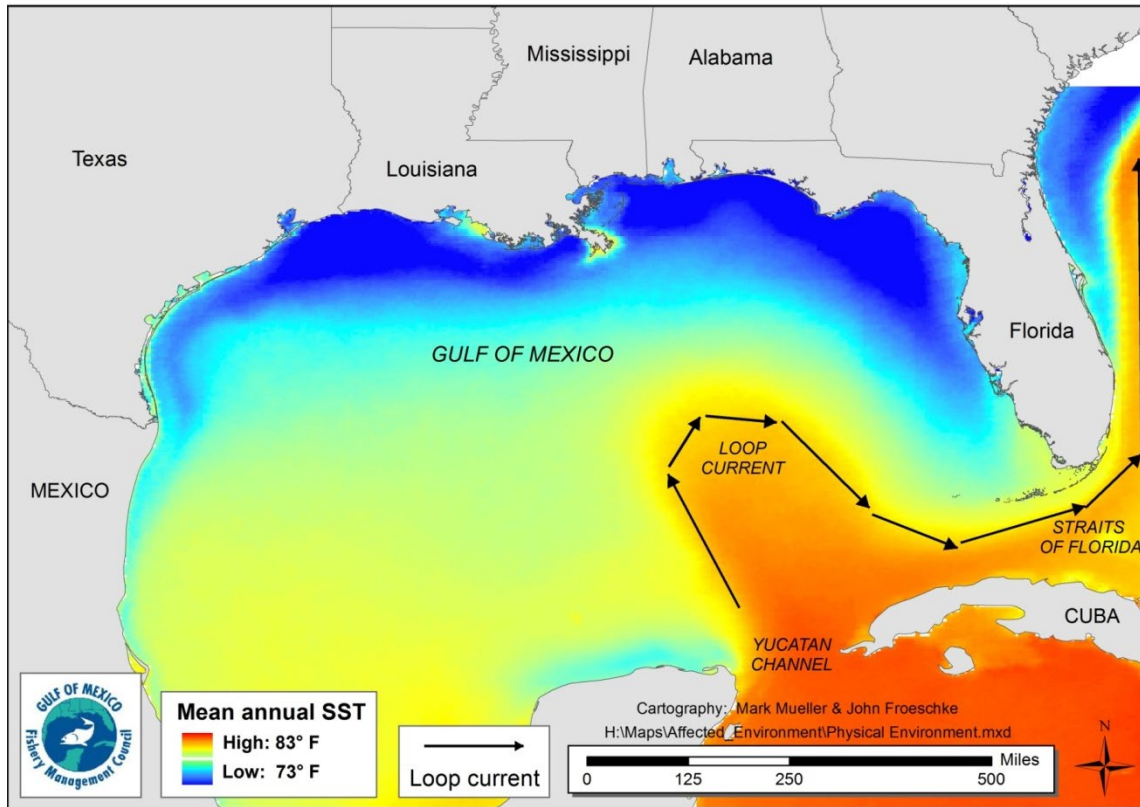 Mississippi
Alabama
Texas
Louisiana
Florida
GULF OF MEXICO
LOOP
CURRENT
MEXICO
STRAITS
OF FLORIDA
CUBA
YUCATAN
CHANNEL
GULF OF MEXICO
Fishery Management Council
Mean annual SST
High: 83° F
Low: 73° F
Loop current
Cartography: Mark Mueller & John Froeschke
H:\Maps\Affected_Environment\Physical Environment.mxd
Miles
0 125 250 500
N